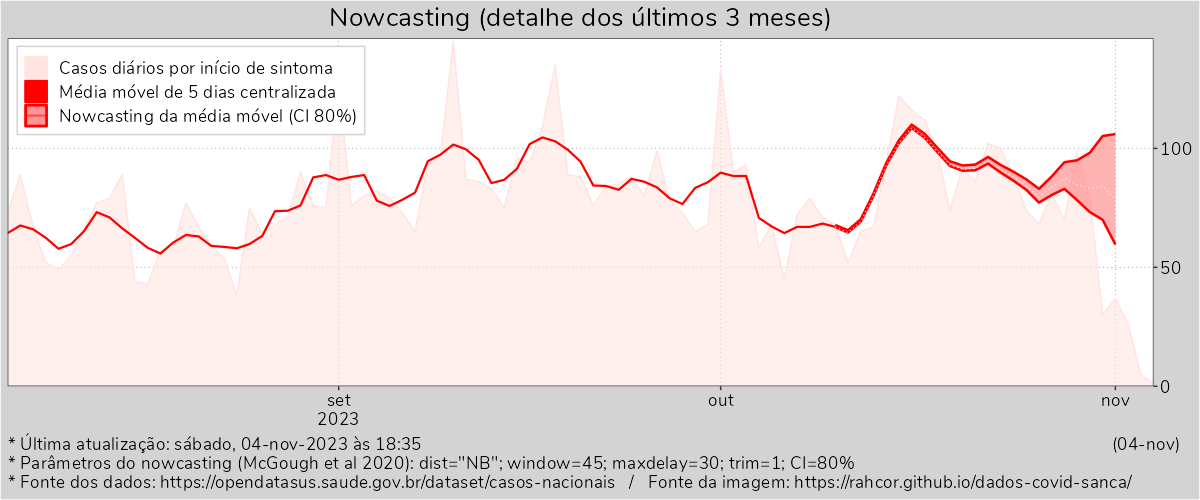 Nowcasting (detalhe dos últimos 3 meses)
Casos diários por início de sintoma
Média móvel de 5 dias centralizada
Nowcasting da média móvel (CI 80%)
100
50
0
set
2023
out
nov
* Última atualização: sábado, 04-nov-2023 às 18:35
(04-nov)
* Parâmetros do nowcasting (McGough et al 2020): dist="NB"; window=45; maxdelay=30; trim=1; CI=80%
* Fonte dos dados: https://opendatasus.saude.gov.br/dataset/casos-nacionais / Fonte da imagem: https://rahcor.github.io/dados-covid-sanca/